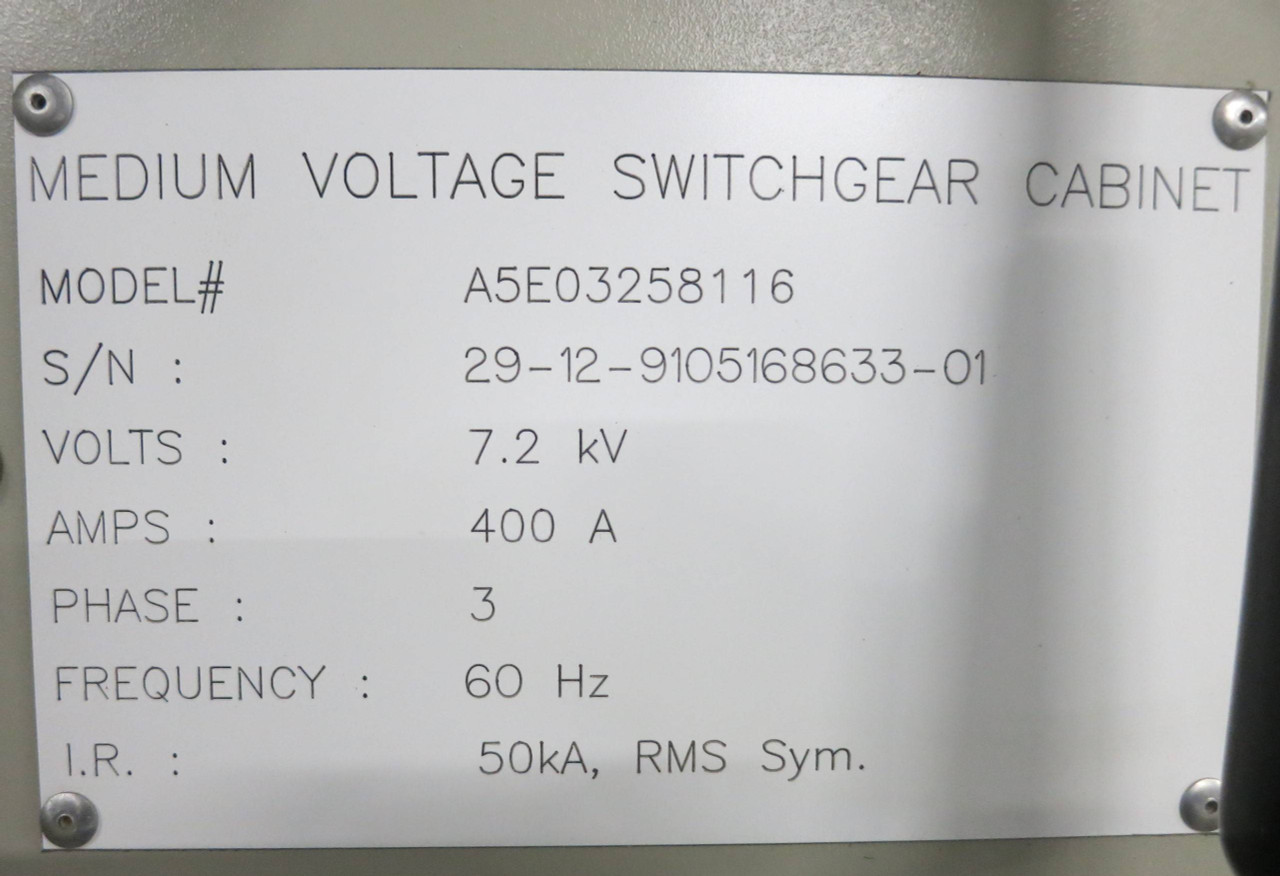 MEDIUM VOLTAGE SWITCHGEAR CABINET
MODEL# A5E03258116
S/N : 29-12-9105168633-01
VOLTS : 7.2 kV
AMPS : 400 A
PHASE : 3
FREQUENCY : 60 Hz
I.R. : 50kA, RMS Sym.